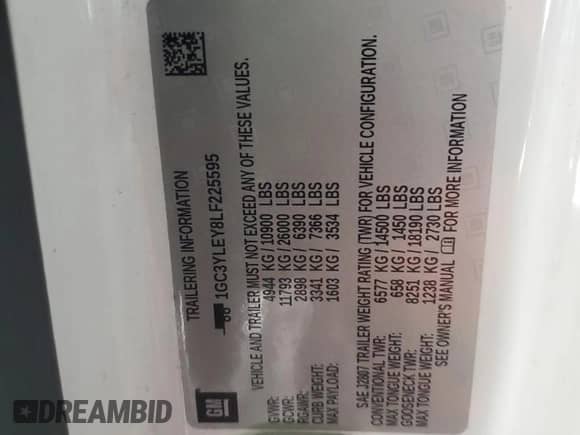 TRAILERING INFORMATION
1GC3YLEY8LF225595
VEHICLE AND TRAILER MUST NOT EXCEED ANY OF THESE VALUES.
GVWR: 4944 KG / 10900 LBS
GCWR: 11793 KG / 26000 LBS
RGAWR: 2898 KG / 6390 LBS
CURB WEIGHT: 3341 KG / 7366 LBS
MAX PAYLOAD: 1603 KG / 3534 LBS
SAE J2807 TRAILER WEIGHT RATING (TWR) FOR VEHICLE CONFIGURATION.
CONVENTIONAL TWR: 6577 KG / 14500 LBS
MAX TONGUE WEIGHT: 658 KG / 1450 LBS
GOOSENECK TWR: 8251 KG / 18190 LBS
MAX TONGUE WEIGHT: 1238 KG / 2730 LBS
SEE OWNER'S MANUAL FOR MORE INFORMATION
GM
DREAMBID